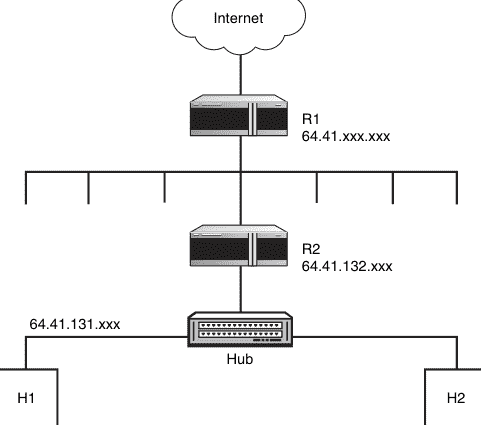 Internet
R1
64.41.xxx.xxx
R2
64.41.132.xxx
64.41.131.xxx
Hub
H1
H2